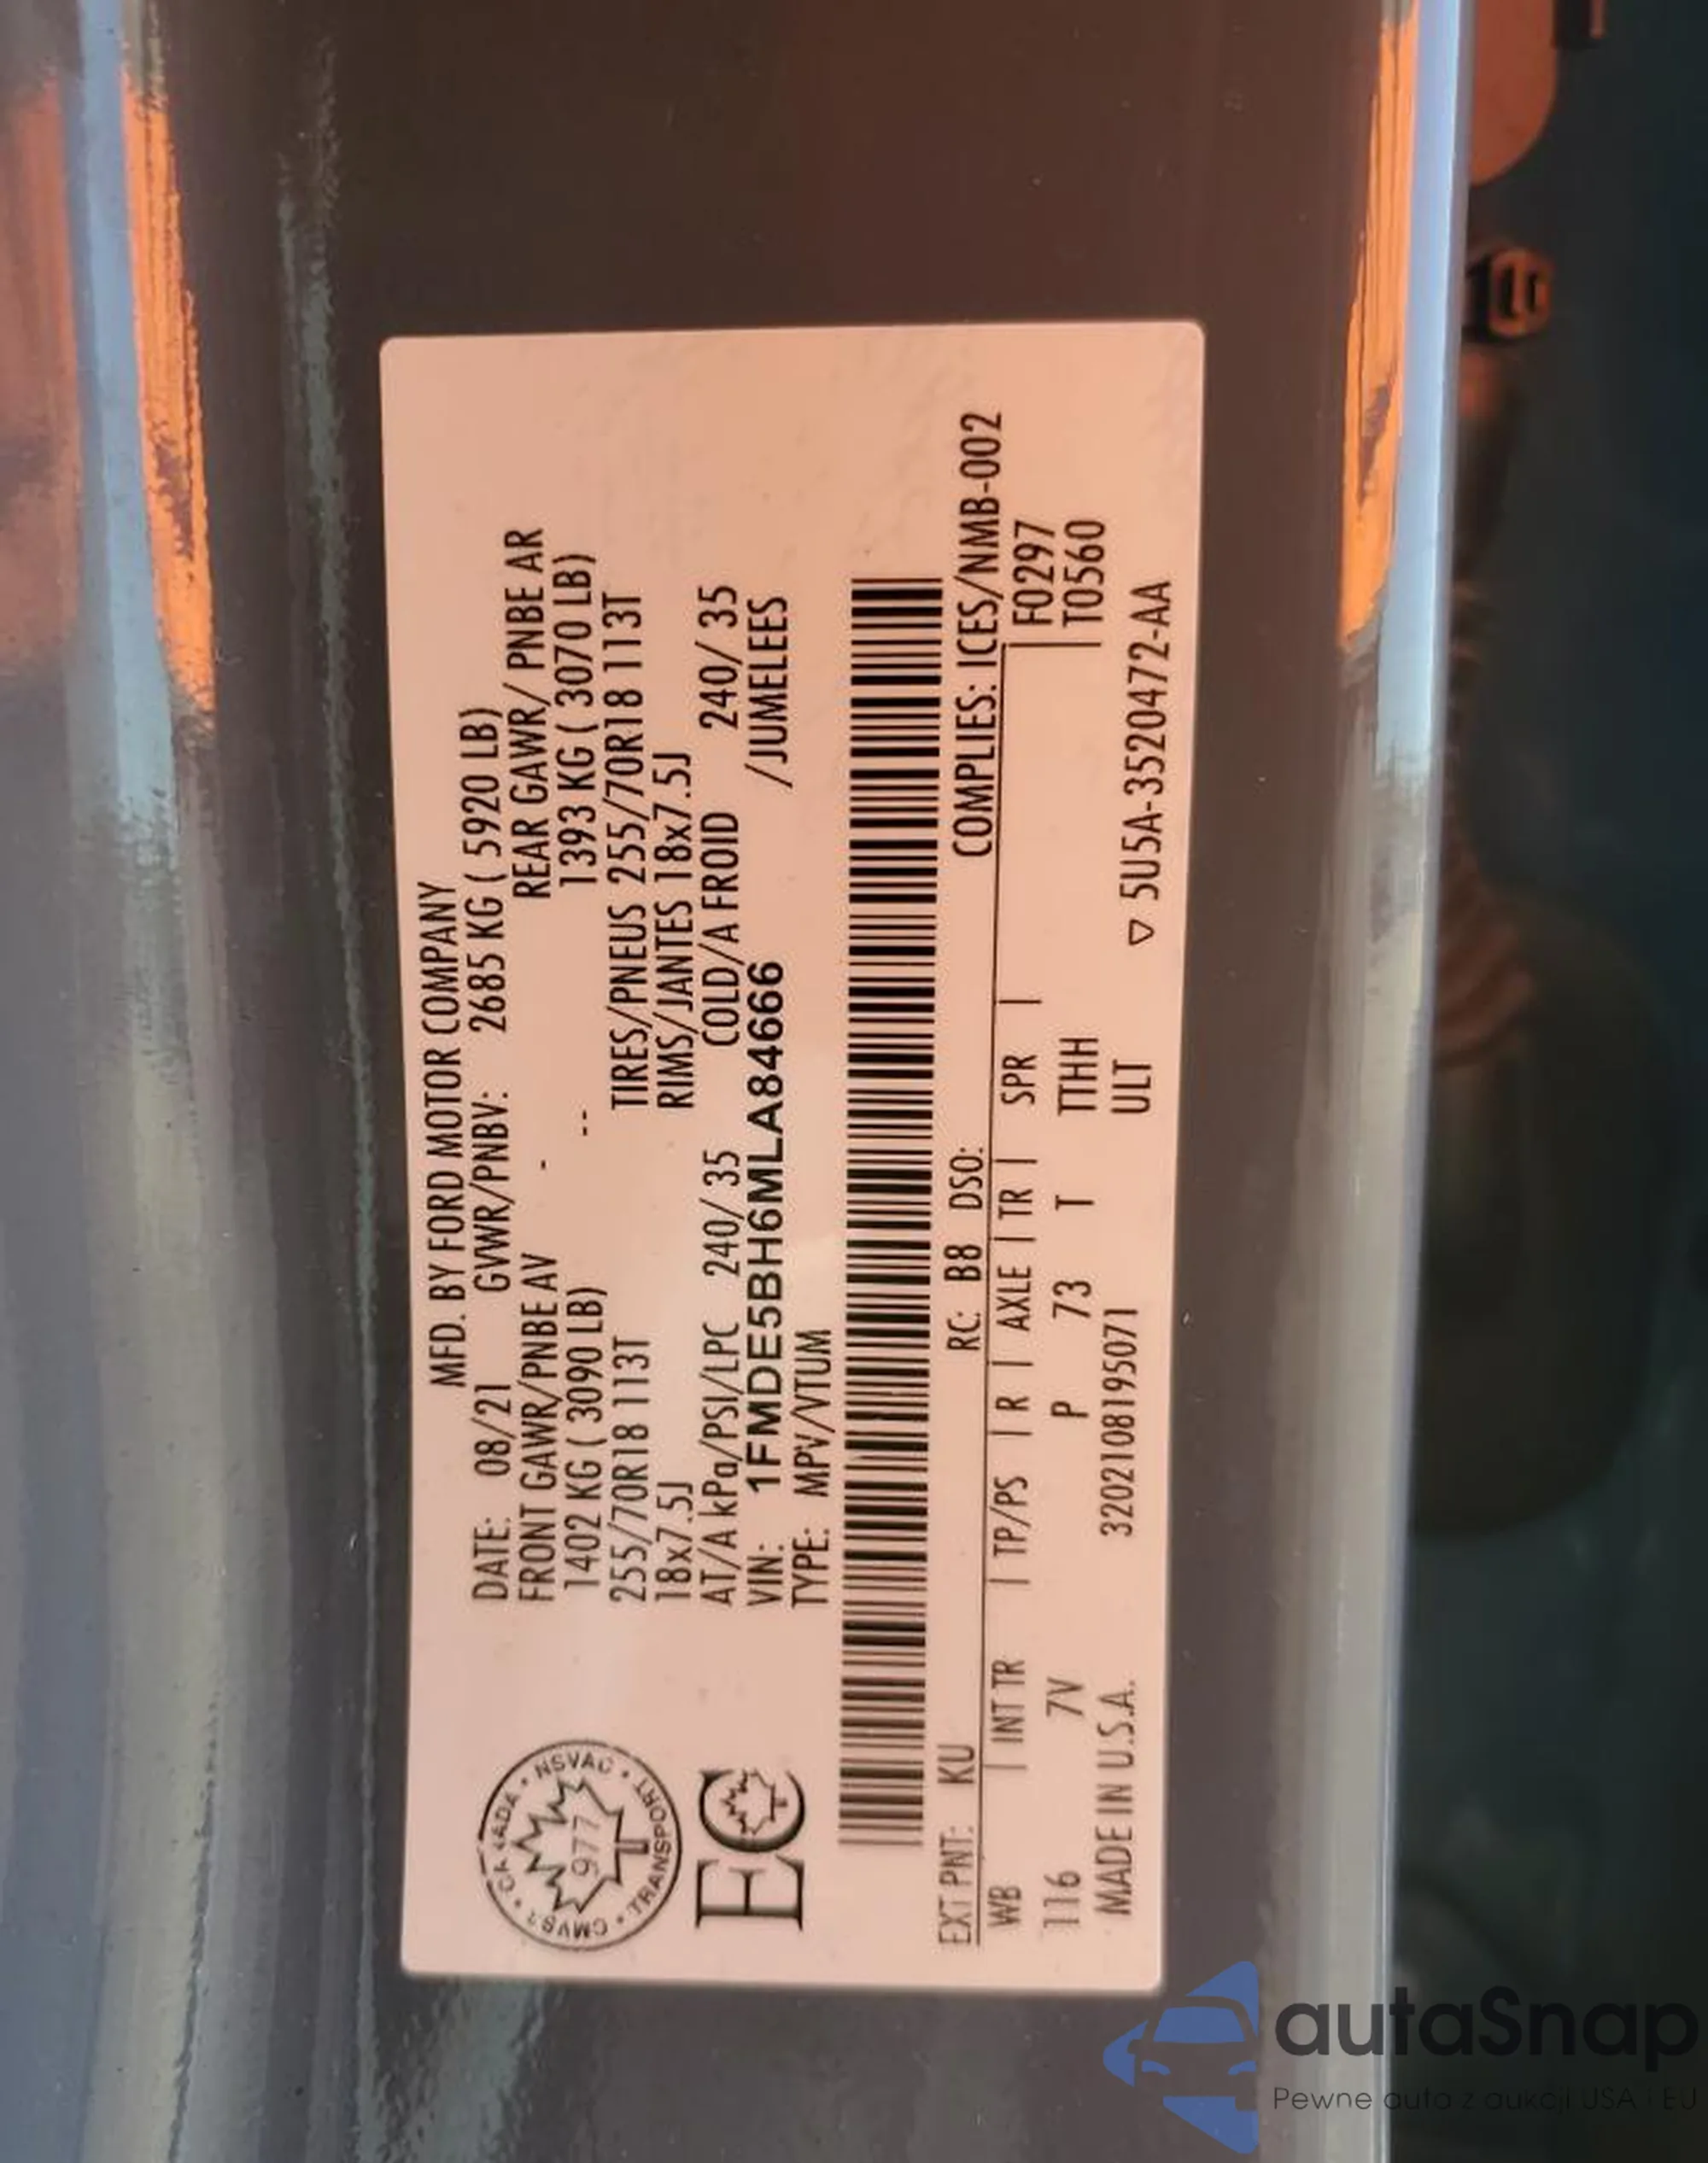 MFD. BY FORD MOTOR COMPANY
DATE: 08/21 GVWR/PNBV: 2685 KG ( 5920 LB)
FRONT GAWR/PNBE AV - REAR GAWR/ PNBE AR
1402 KG ( 3090 LB) -- 1393 KG ( 3070 LB)
255/70R18 113T TIRES/PNEUS 255/70R18 113T
18x7.5J RIMS/JANTES 18x7.5J
AT/A kPa/PSI/LPC 240/ 35 COLD/A FROID 240/ 35
VIN: 1FMDE5BH6MLA84666 /JUMELEES
TYPE: MPV/VTUM
CANADA • NSVAC • TRANSPORT • CMVSS •
977
EC
EXT PNT: KU RC: B8 DSO: COMPLIES: ICES/NMB-002
WB | INT TR | TP/PS | R | AXLE | TR | SPR | F0297
116 7V P 73 T TTHH T0560
MADE IN U.S.A. 3202108195071 ULT
▽ 5U5A-3520472-AA
autaSnap
Pewne auta z aukcji USA i EU